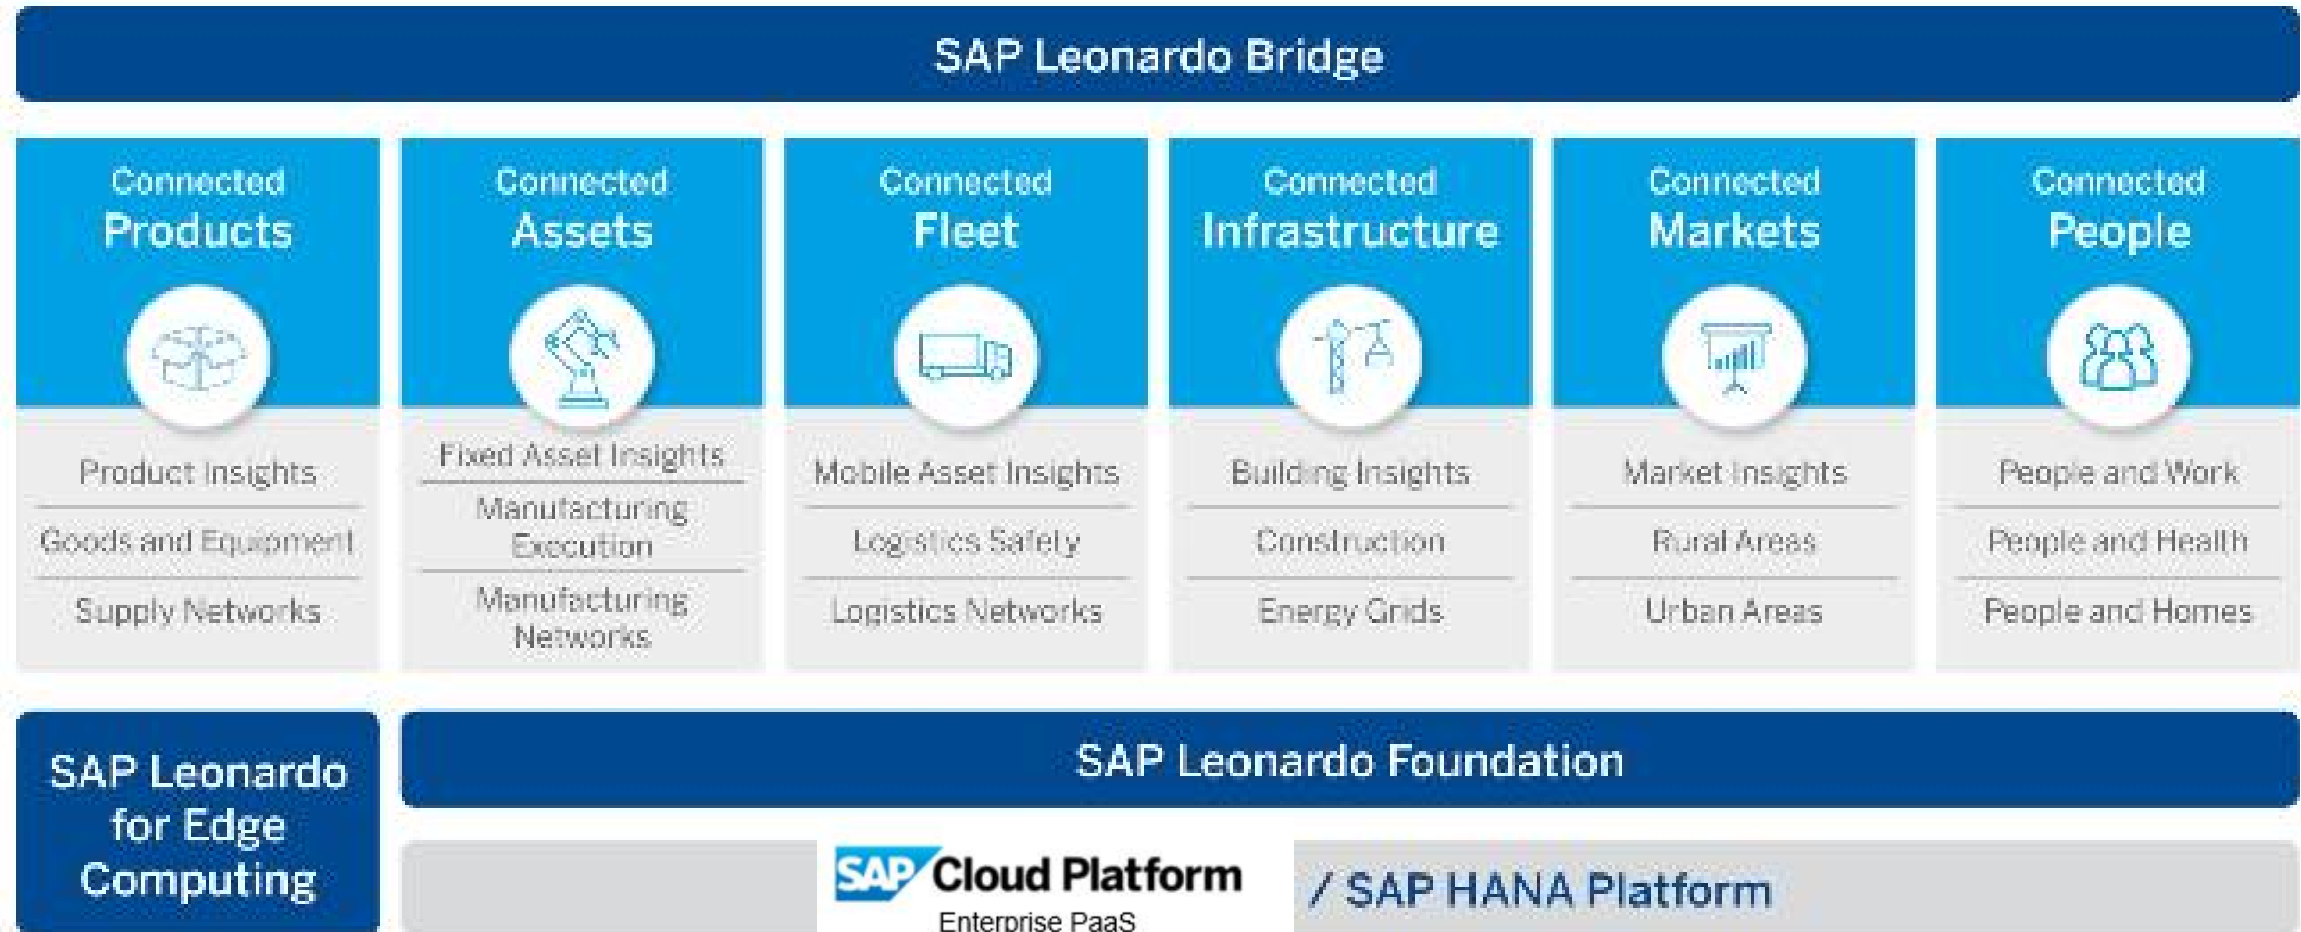 SAP Leonardo Bridge
Connected
Products
Product Insights
Goods and Equipment
Supply Networks
Connected
Assets
Fixed Asset Insights
Manufacturing
Execution
Manufacturing
Networks
Connected
Fleet
Mobile Asset Insights
Logistics Safety
Logistics Networks
Connected
Infrastructure
Building Insights
Construction
Energy Grids
Connected
Markets
Market Insights
Rural Areas
Urban Areas
Connected
People
People and Work
People and Health
People and Homes
SAP Leonardo
for Edge
Computing
SAP Leonardo Foundation
SAP Cloud Platform
Enterprise PaaS
/ SAP HANA Platform